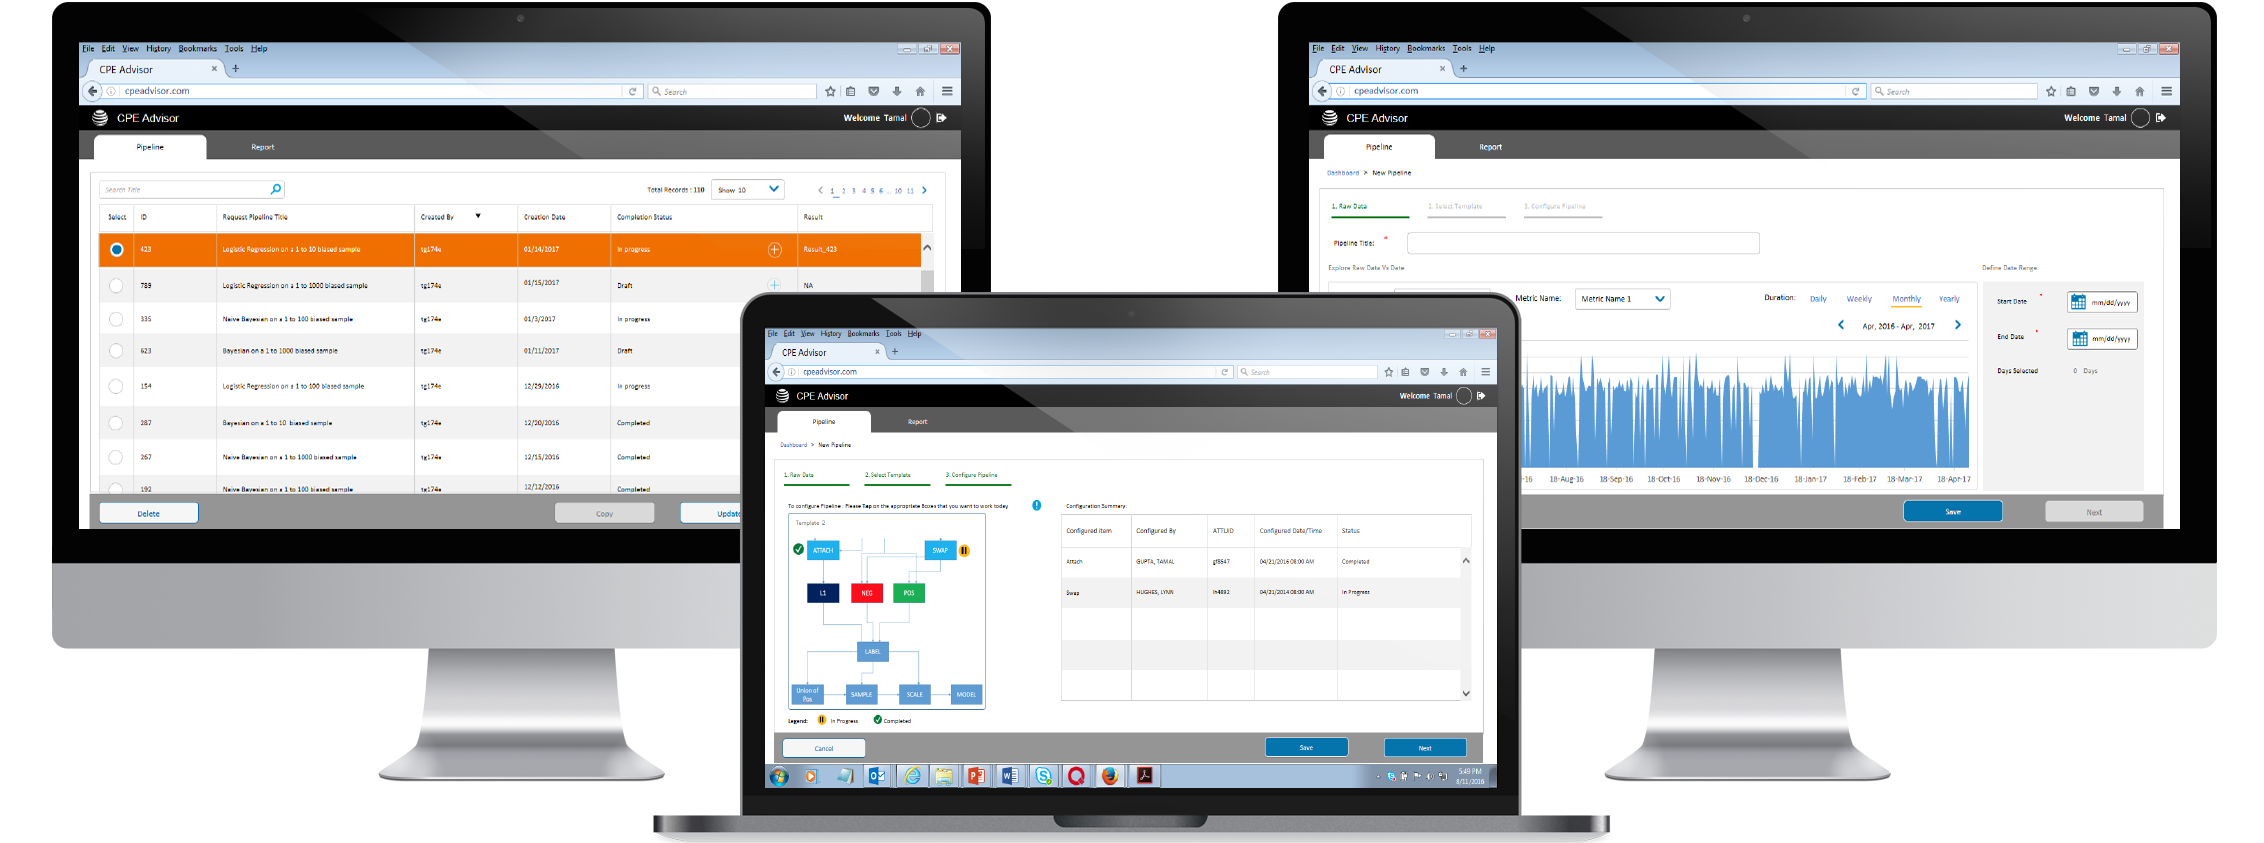 File Edit View History Bookmarks Tools Help
CPE Advisor × +
cpeadvisor.com Search
CPE Advisor Welcome Tamal
Pipeline Report
Search Title Total Records : 110 Show 10 1 2 3 4 5 6 .. 10 11
Select ID Request Pipeline Title Created By Creation Date Completion Status Result
423 Logistic Regression on a 1 to 10 biased sample tg174e 01/14/2017 In progress Result_423
789 Logistic Regression on a 1 to 1000 biased sample tg174e 01/15/2017 Draft NA
335 Naive Bayesian on a 1 to 100 biased sample tg174e 01/3/2017 In progress
623 Bayesian on a 1 to 1000 biased sample tg174e 01/11/2017 Draft
154 Logistic Regression on a 1 to 100 biased sample tg174e 12/29/2016 In progress
287 Bayesian on a 1 to 10 biased sample tg174e 12/20/2016 Completed
267 Naive Bayesian on a 1 to 1000 biased sample tg174e 12/15/2016 Completed
192 Naive Bayesian on a 1 to 100 biased sample tg174e 12/12/2016 Completed
Delete Copy Update
File Edit View History Bookmarks Tools Help
CPE Advisor × +
cpeadvisor.com Search
CPE Advisor Welcome Tamal
Pipeline Report
Dashboard > New Pipeline
1. Raw Data 2. Select Template 3. Configure Pipeline
To configure Pipeline : Please Tap on the appropriate Boxes that you want to work today
Template 2
ATTACH SWAP
L1 NEG POS
LABEL
Union of Pos SAMPLE SCALE MODEL
Legend: In Progress Completed
Configuration Summary:
Configured item Configured By ATTUID Configured Date/Time Status
Attach GUPTA, TAMAL gf8647 04/21/2016 08:00 AM Completed
Swap HUGHES, LYNN lh4892 04/21/2014 08:00 AM In Progress
Cancel Save Next
5:49 PM
8/11/2016
File Edit View History Bookmarks Tools Help
CPE Advisor × +
cpeadvisor.com Search
CPE Advisor Welcome Tamal
Pipeline Report
Dashboard > New Pipeline
1. Raw Data 2. Select Template 3. Configure Pipeline
Pipeline Title: *
Explore Raw Data Vs Date Define Date Range:
Metric Name: Metric Name 1 Duration: Daily Weekly Monthly Yearly
Apr, 2016 - Apr, 2017
Start Date * mm/dd/yyyy
End Date * mm/dd/yyyy
Days Selected 0 Days
-16 18-Aug-16 18-Sep-16 18-Oct-16 18-Nov-16 18-Dec-16 18-Jan-17 18-Feb-17 18-Mar-17 18-Apr-17
Save Next